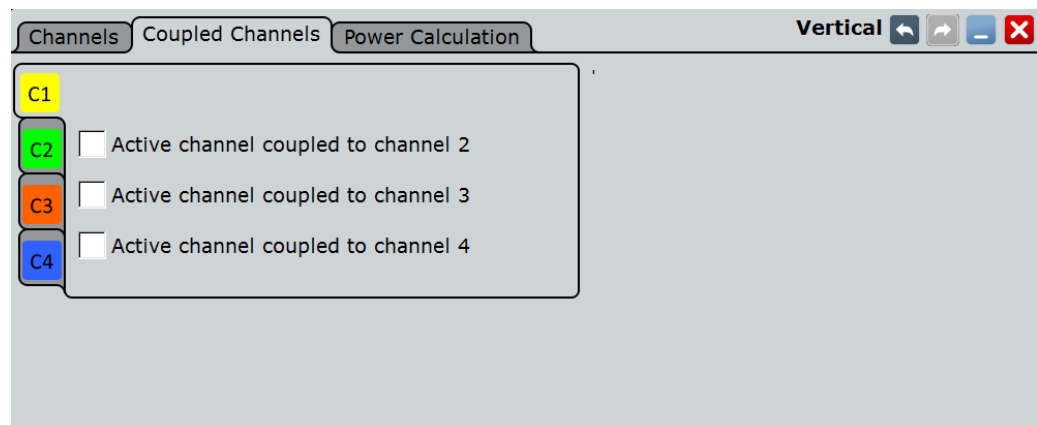 Channels Coupled Channels Power Calculation Vertical
C1
C2 Active channel coupled to channel 2
C3 Active channel coupled to channel 3
C4 Active channel coupled to channel 4